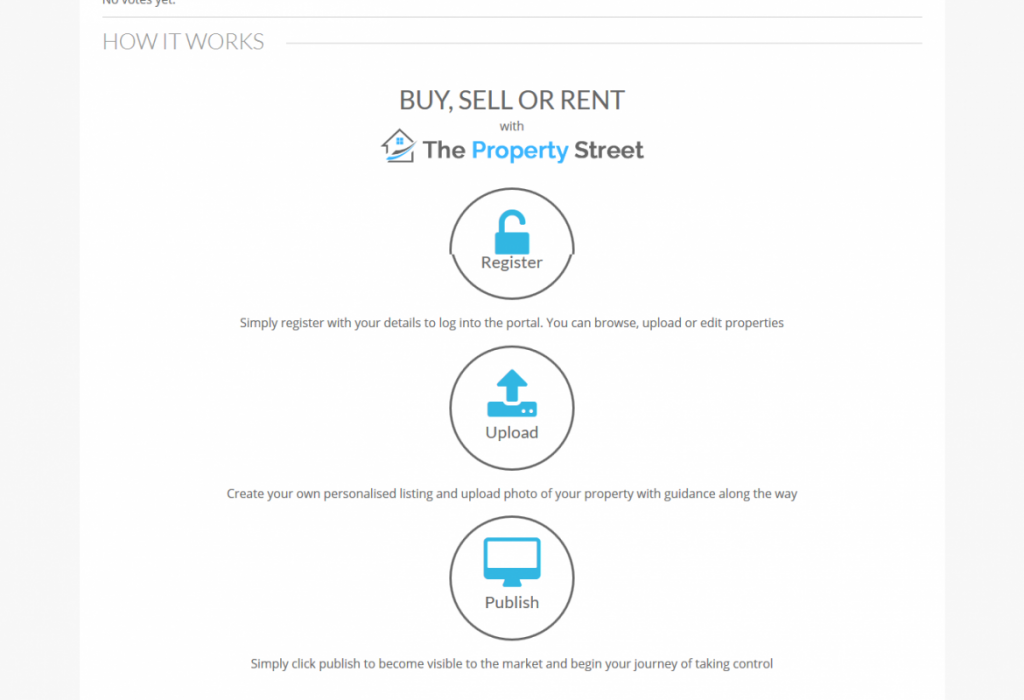 No votes yet.
HOW IT WORKS
BUY, SELL OR RENT
with
The Property Street
Register
Simply register with your details to log into the portal. You can browse, upload or edit properties
Upload
Create your own personalised listing and upload photo of your property with guidance along the way
Publish
Simply click publish to become visible to the market and begin your journey of taking control